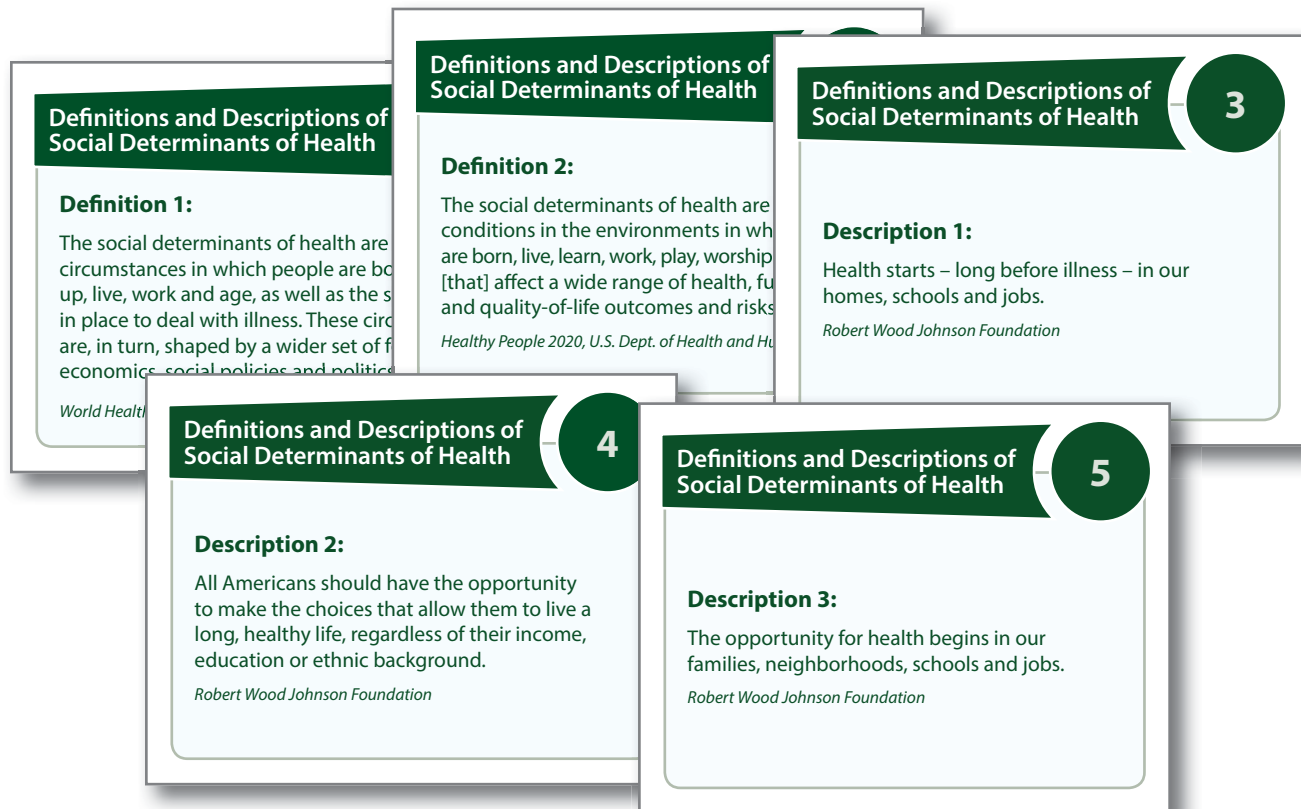 Definitions and Descriptions of
Social Determinants of Health
Definition 1:
The social determinants of health are
circumstances in which people are
up, live, work and age, as well as the
in place to deal with illness. These
are, in turn, shaped by a wider set of
economics, social policies and politics
World Health
Definitions and Descriptions of
Social Determinants of Health
Definition 2:
The social determinants of health are
conditions in the environments in
are born, live, learn, work, play, worship
[that] affect a wide range of health,
and quality-of-life outcomes and risks
Healthy People 2020, U.S. Dept. of Health and
Definitions and Descriptions of
Social Determinants of Health
3
Description 1:
Health starts – long before illness – in our
homes, schools and jobs.
Robert Wood Johnson Foundation
Definitions and Descriptions of
Social Determinants of Health
4
Description 2:
All Americans should have the opportunity
to make the choices that allow them to live a
long, healthy life, regardless of their income,
education or ethnic background.
Robert Wood Johnson Foundation
Definitions and Descriptions of
Social Determinants of Health
5
Description 3:
The opportunity for health begins in our
families, neighborhoods, schools and jobs.
Robert Wood Johnson Foundation